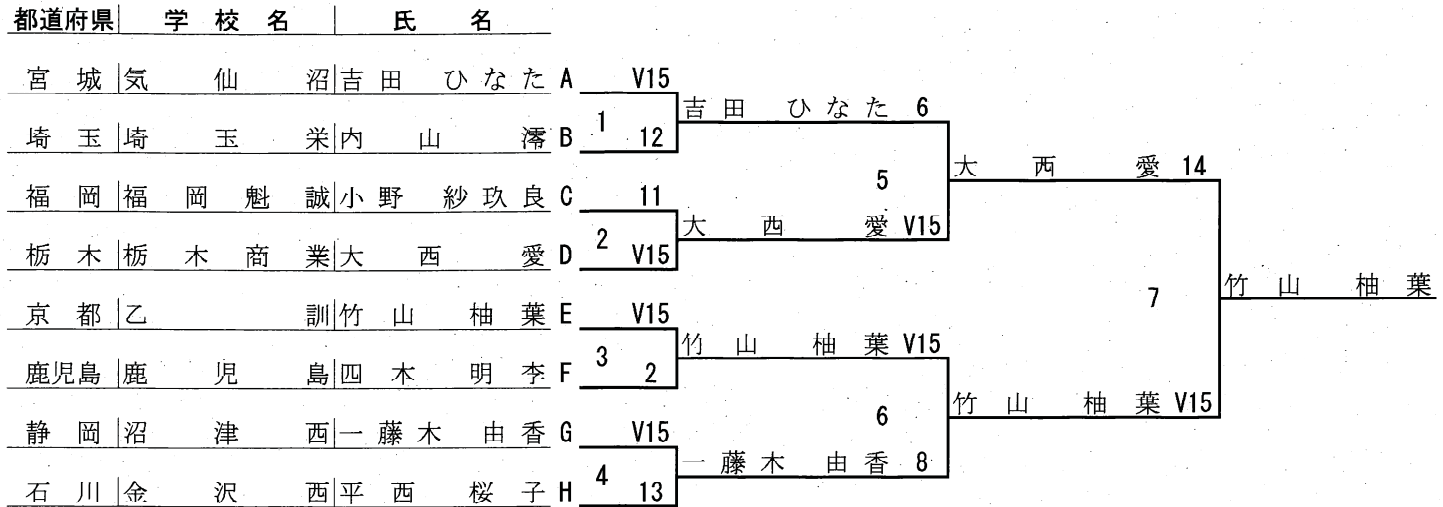 都道府県 学校名 氏名
宮城 気仙沼 吉田 ひなた A V15
吉田 ひなた 6
1
埼玉 埼玉栄 内山 澪 B 12
大西 愛 14
5
福岡 福岡魁誠 小野 紗玖良 C 11
大西 愛 V15
2
栃木 栃木商業 大西 愛 D V15
7
竹山 柚葉
京都 乙訓 竹山 柚葉 E V15
竹山 柚葉 V15
3
鹿児島 鹿児島 四木 明李 F 2
竹山 柚葉 V15
6
静岡 沼津西 一藤木 由香 G V15
一藤木 由香 8
4
石川 金沢西 平西 桜子 H 13